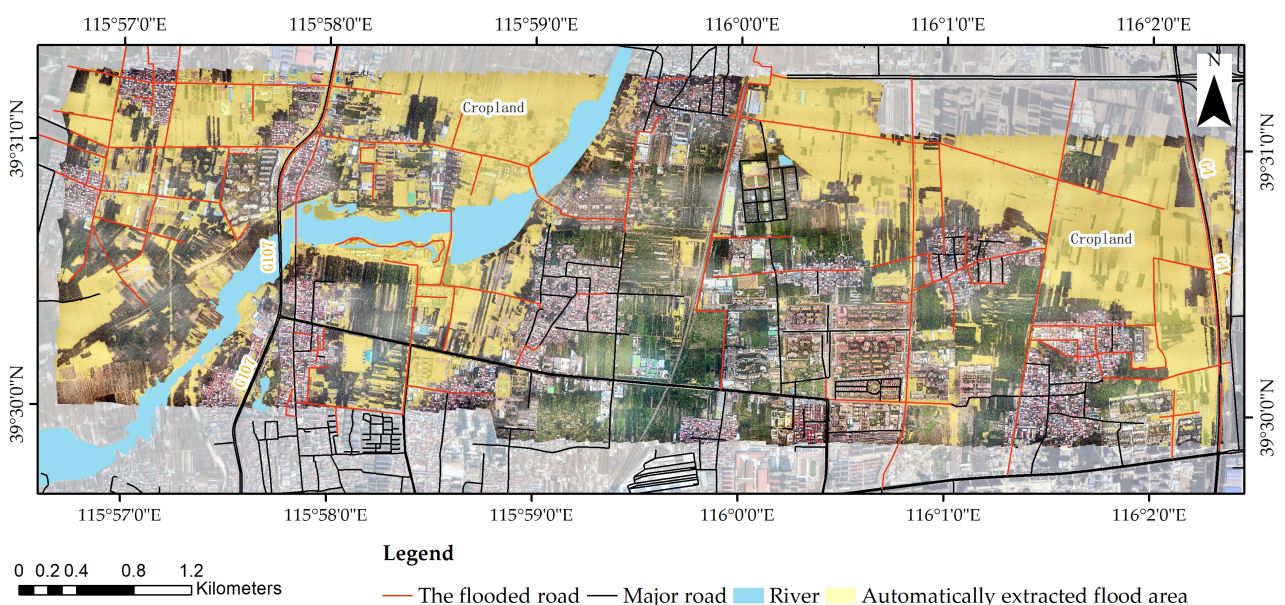 115°57'0"E 115°58'0"E 115°59'0"E 116°0'0"E 116°1'0"E 116°2'0"E
N
Cropland
39°31'0"N 39°31'0"N
G4
G107
Cropland
G4
G107
39°30'0"N 39°30'0"N
115°57'0"E 115°58'0"E 115°59'0"E 116°0'0"E 116°1'0"E 116°2'0"E
Legend
0 0.2 0.4 0.8 1.2
Kilometers
The flooded road Major road River Automatically extracted flood area